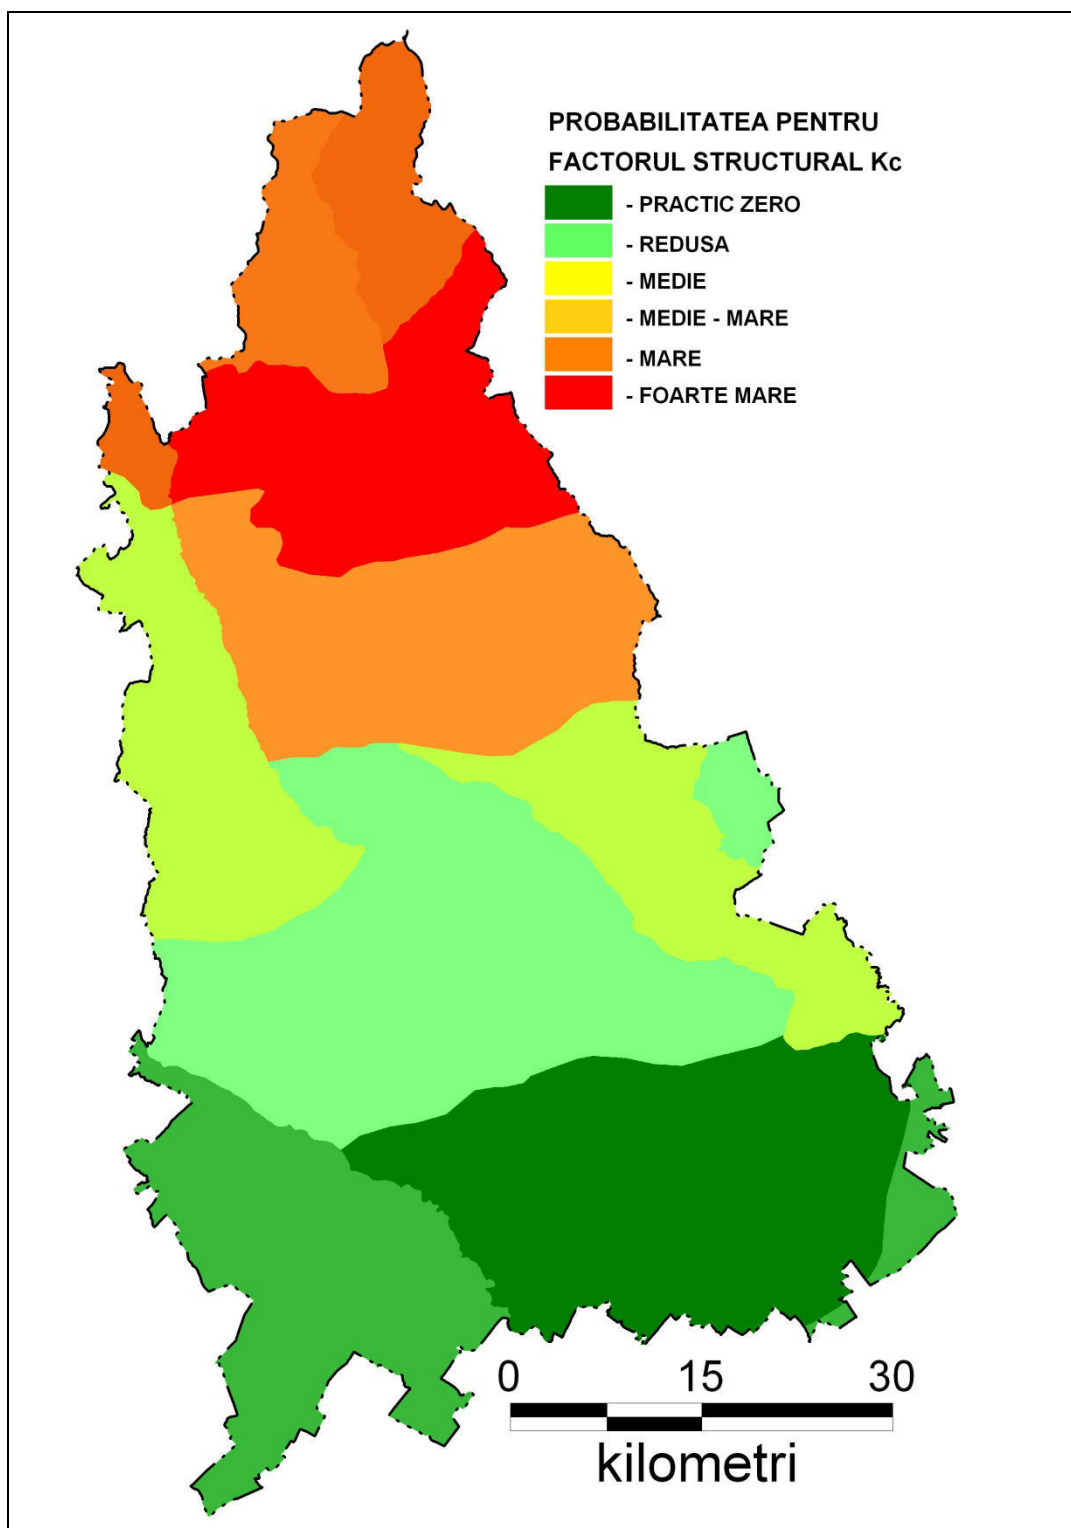 PROBABILITATEA PENTRU
FACTORUL STRUCTURAL Kc
- PRACTIC ZERO
- REDUSA
- MEDIE
- MEDIE - MARE
- MARE
- FOARTE MARE
0 15 30
kilometri